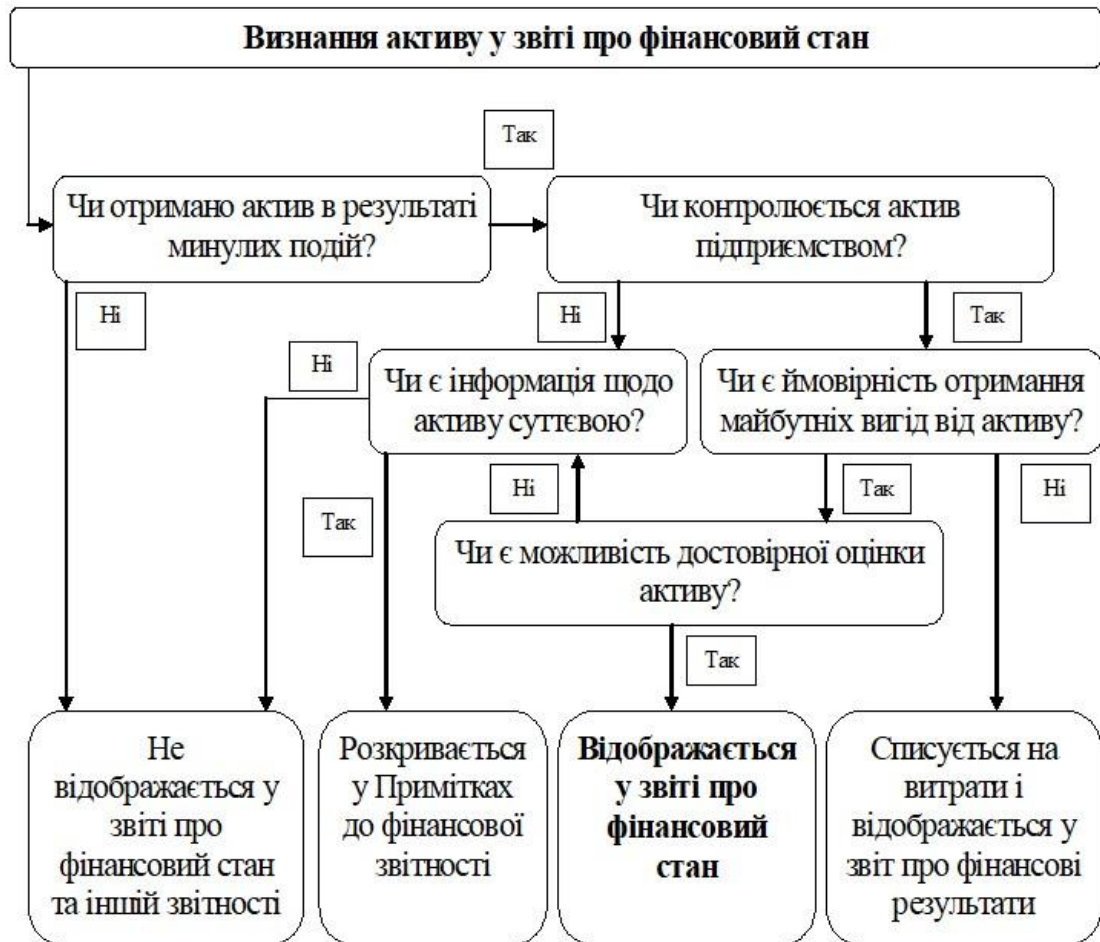 Визнання активу у звіті про фінансовий стан
Так
Чи отримано актив в результаті
минулих подій?
Чи контролюється актив
підприємством?
Ні
Ні
Так
Ні
Чи є інформація щодо
активу суттєвою?
Чи є ймовірність отримання
майбутніх вигід від активу?
Так
Ні
Так
Ні
Чи є можливість достовірної оцінки
активу?
Так
Не
відображається у
звіті про
фінансовий стан
та іншій звітності
Розкривається
у Примітках
до фінансової
звітності
Відображається
у звіті про
фінансовий
стан
Списується на
витрати і
відображається у
звіт про фінансові
результати